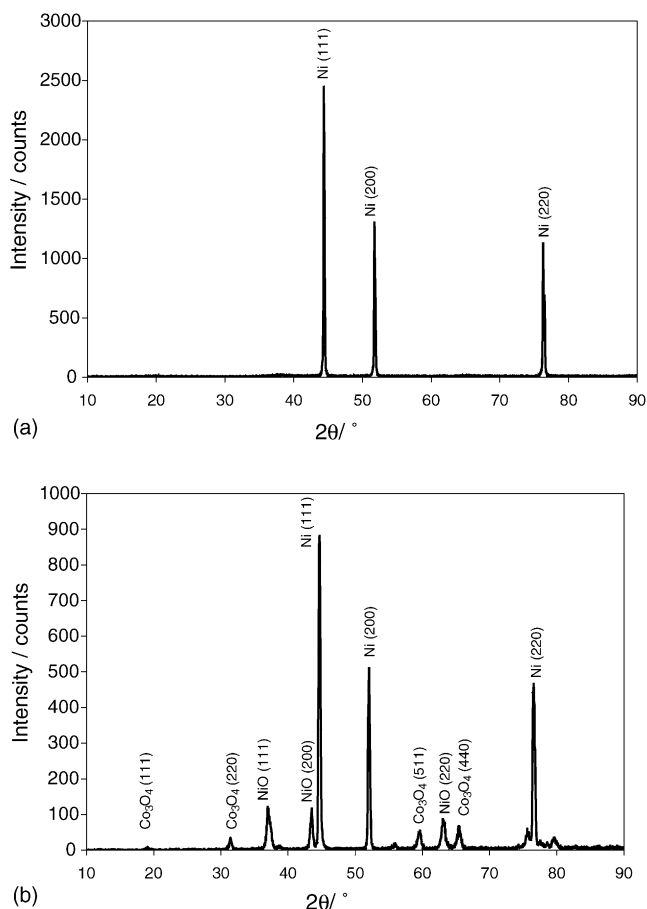 3000
2500
2000
1500
1000
500
0
Intensity / counts
Ni (111)
Ni (200)
Ni (220)
10 20 30 40 50 60 70 80 90
2θ/ °
(a)
1000
900
800
700
600
500
400
300
200
100
0
Intensity / counts
Co3O4 (111)
Co3O4 (220)
NiO (111)
NiO (200)
Ni (111)
Ni (200)
Co3O4 (511)
NiO (220)
Co3O4 (440)
Ni (220)
10 20 30 40 50 60 70 80 90
2θ/ °
(b)